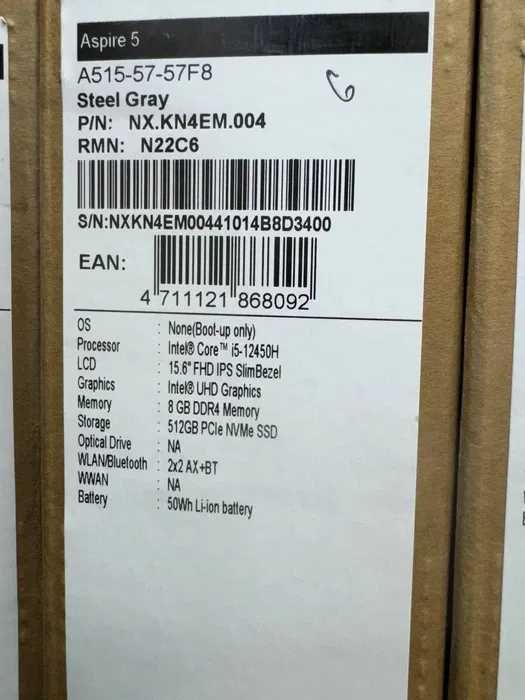 Aspire 5
A515-57-57F8
Steel Gray
P/N: NX.KN4EM.004
RMN: N22C6
S/N:NXKN4EM00441014B8D3400
EAN:
4 711121 868092
OS : None(Boot-up only)
Processor : Intel® Core™ i5-12450H
LCD : 15.6" FHD IPS SlimBezel
Graphics : Intel® UHD Graphics
Memory : 8 GB DDR4 Memory
Storage : 512GB PCIe NVMe SSD
Optical Drive : NA
WLAN/Bluetooth : 2x2 AX+BT
WWAN : NA
Battery : 50Wh Li-ion battery